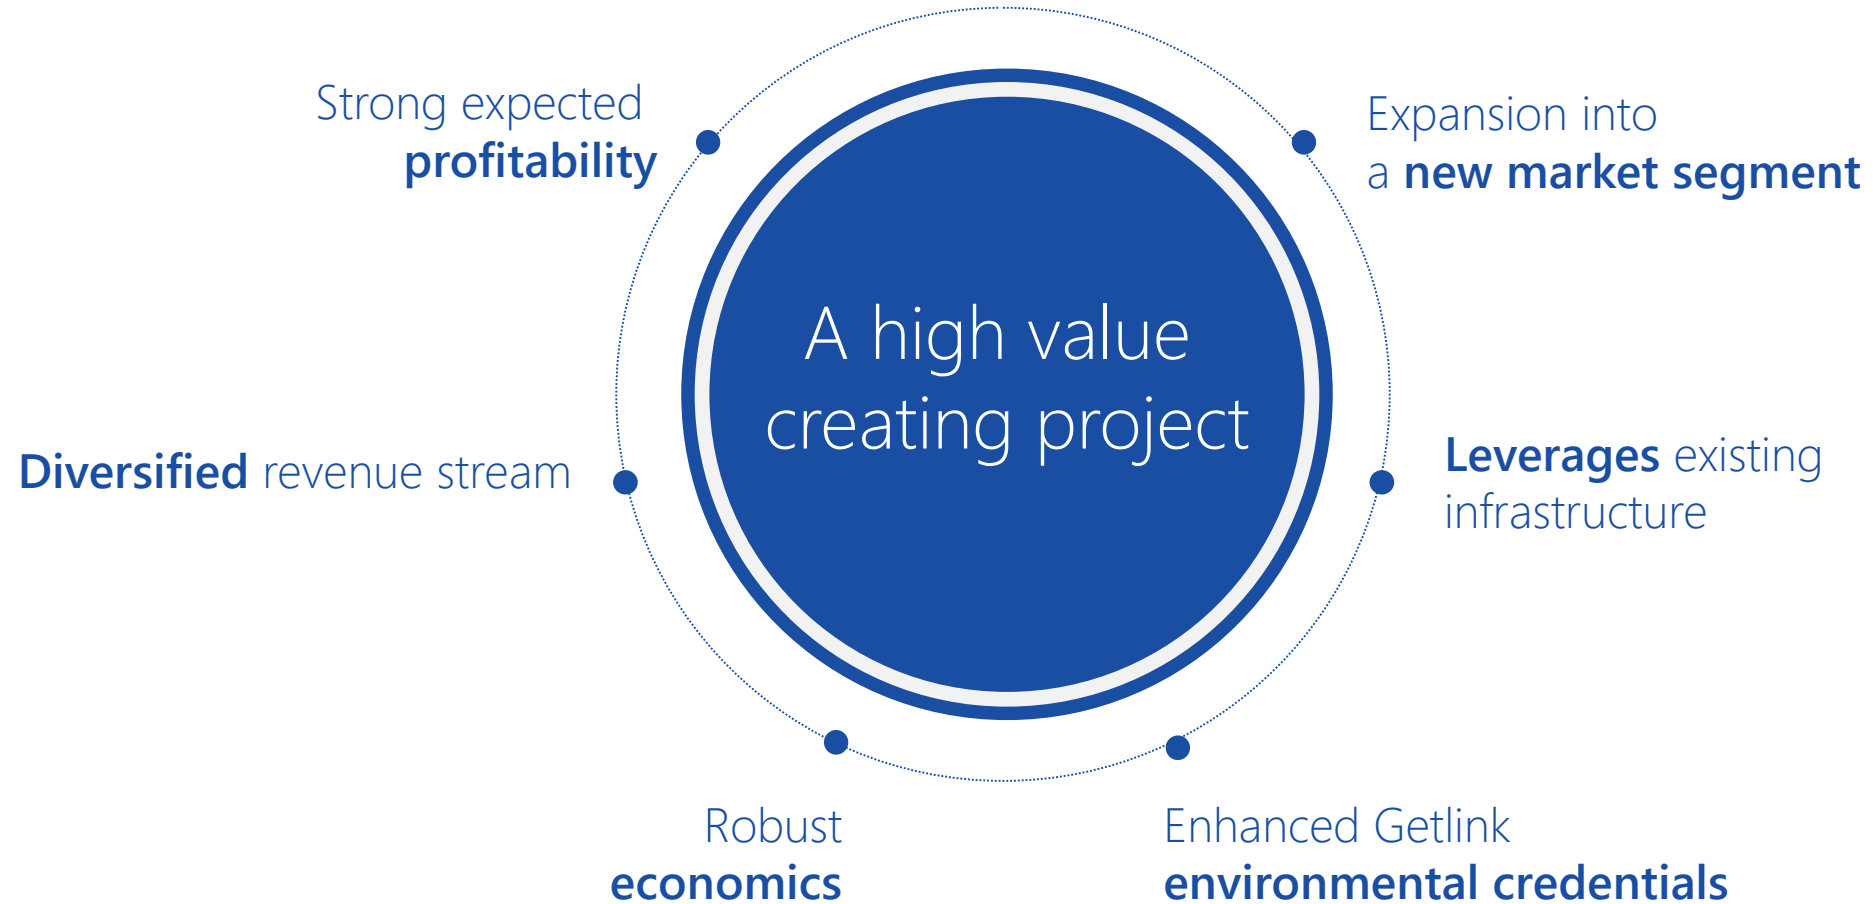 Strong expected
profitability
Expansion into
a new market segment
A high value
creating project
Diversified revenue stream
Leverages existing
infrastructure
Robust
economics
Enhanced Getlink
environmental credentials